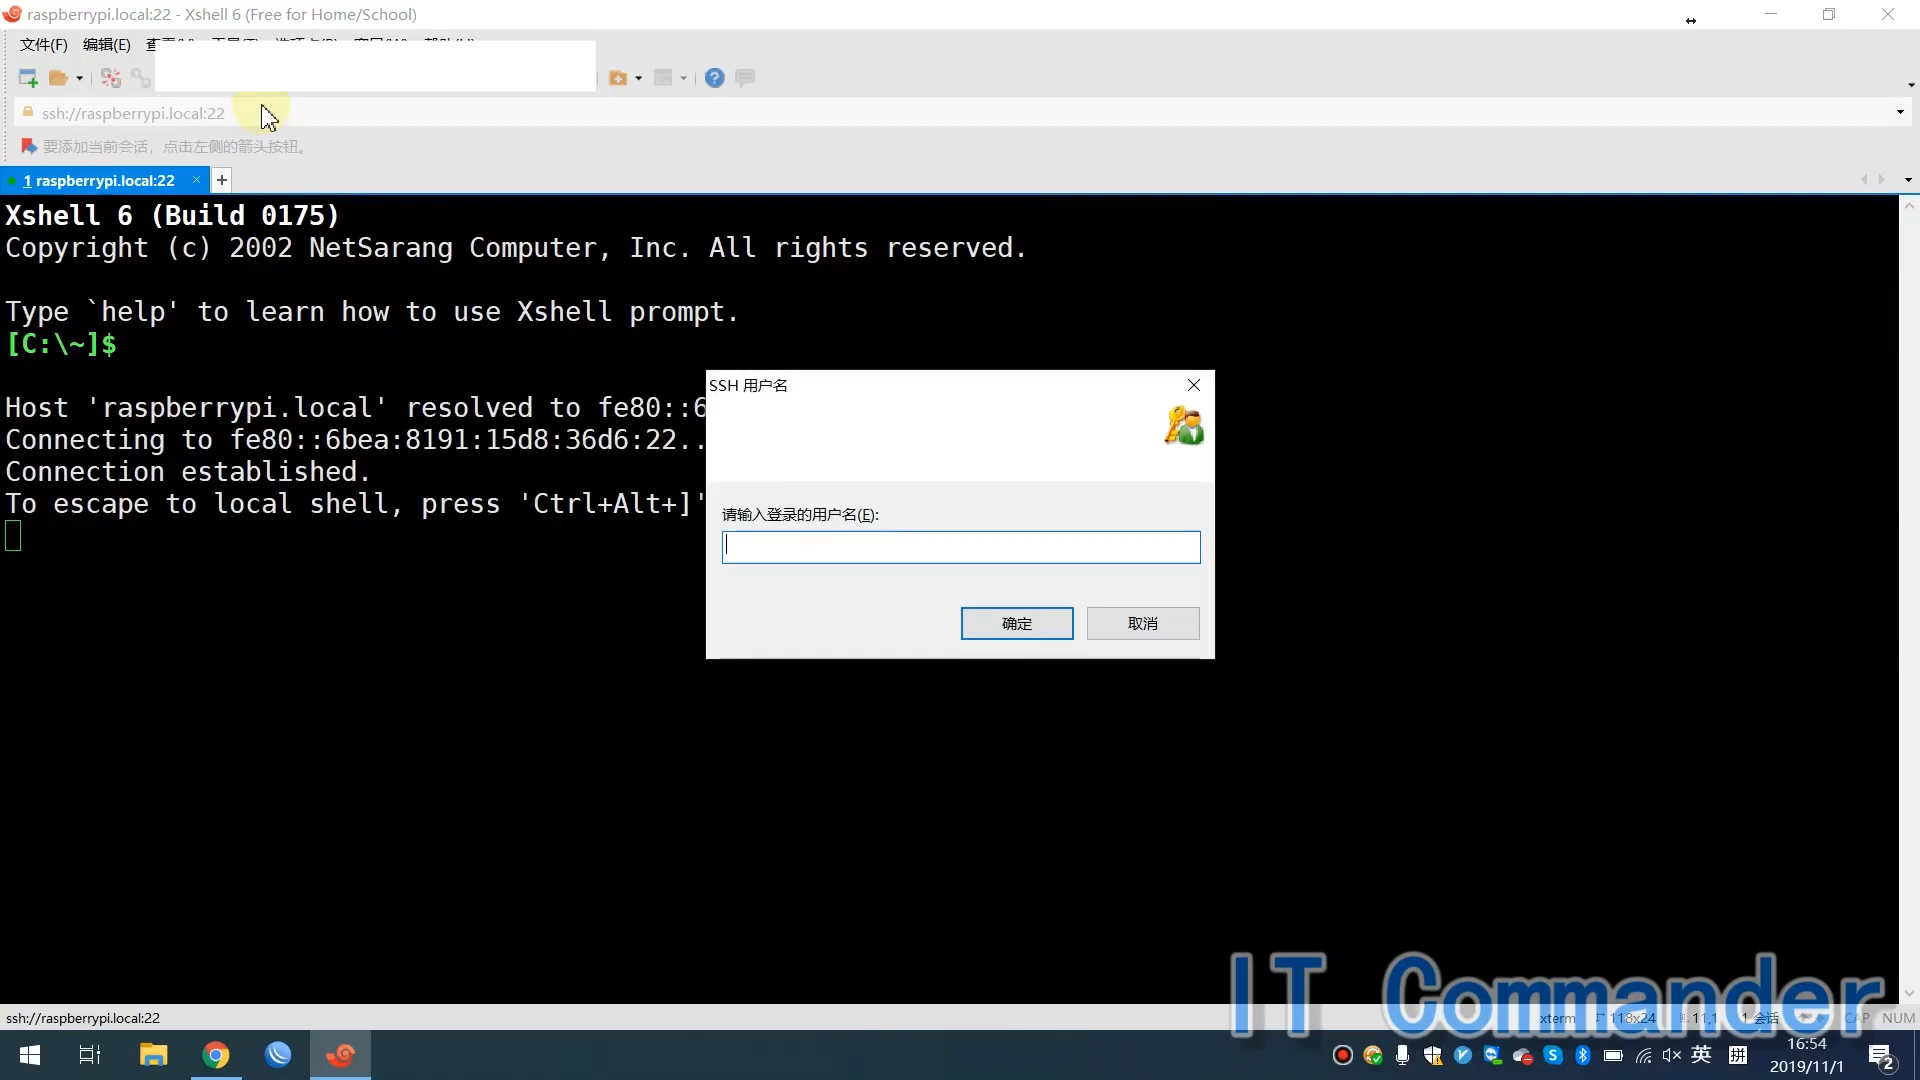 raspberrypi.local:22 - Xshell 6 (Free for Home/School)
文件(F) 编辑(E)
ssh://raspberrypi.local:22
要添加当前会话，点击左侧的箭头按钮。
1 raspberrypi.local:22
Xshell 6 (Build 0175)
Copyright (c) 2002 NetSarang Computer, Inc. All rights reserved.
Type `help' to learn how to use Xshell prompt.
[C:\~]$
Host 'raspberrypi.local' resolved to fe80::6
Connecting to fe80::6bea:8191:15d8:36d6:22..
Connection established.
To escape to local shell, press 'Ctrl+Alt+]'
SSH 用户名
请输入登录的用户名(E):
确定 取消
IT Commander
ssh://raspberrypi.local:22
xterm 118x24 11,1 1 会话 CAP NUM
英 拼 16:54
2019/11/1
2